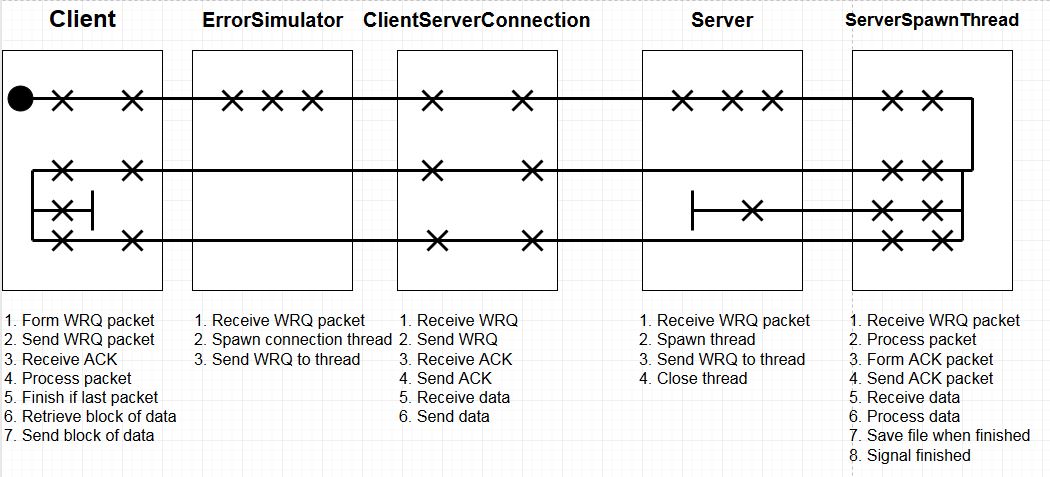 Client
ErrorSimulator
ClientServerConnection
Server
ServerSpawnThread
1. Form WRQ packet
2. Send WRQ packet
3. Receive ACK
4. Process packet
5. Finish if last packet
6. Retrieve block of data
7. Send block of data
1. Receive WRQ packet
2. Spawn connection thread
3. Send WRQ to thread
1. Receive WRQ
2. Send WRQ
3. Receive ACK
4. Send ACK
5. Receive data
6. Send data
1. Receive WRQ packet
2. Spawn thread
3. Send WRQ to thread
4. Close thread
1. Receive WRQ packet
2. Process packet
3. Form ACK packet
4. Send ACK packet
5. Receive data
6. Process data
7. Save file when finished
8. Signal finished